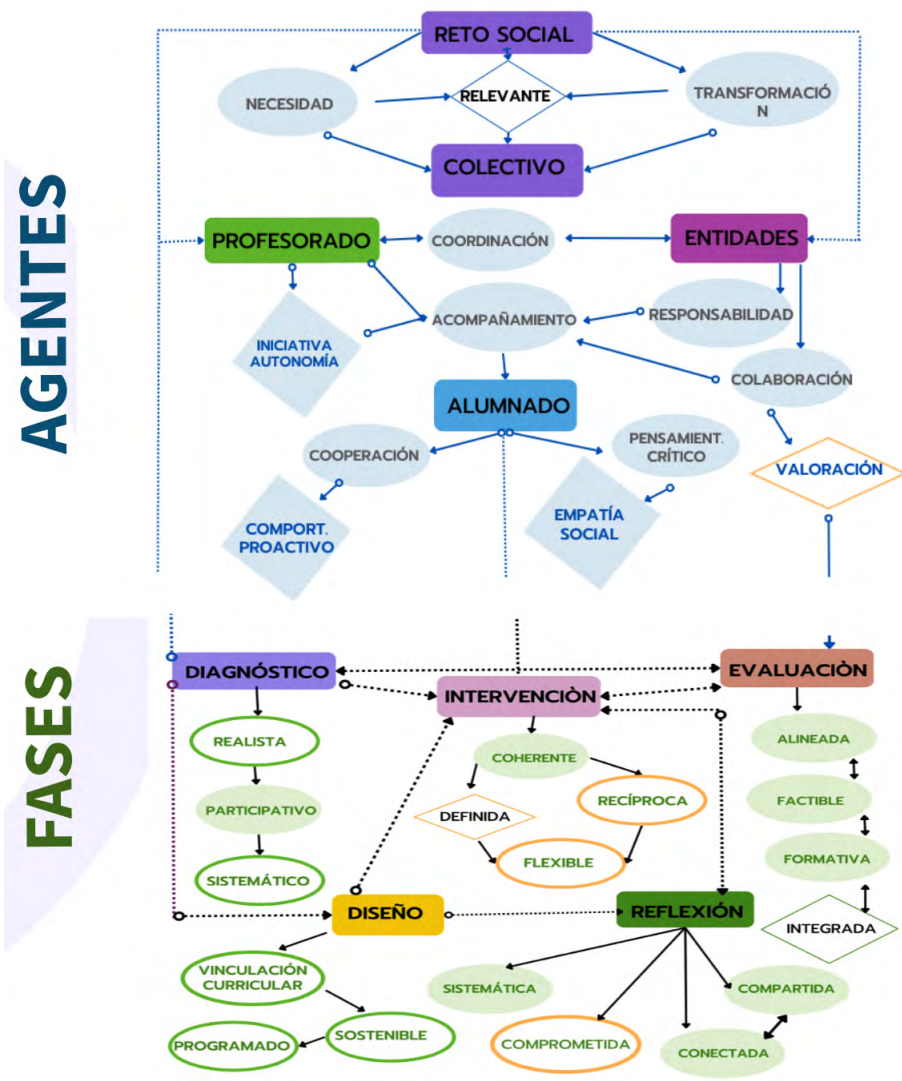 AGENTES
RETO SOCIAL
NECESIDAD
RELEVANTE
TRANSFORMACIÓ
N
COLECTIVO
PROFESORADO
COORDINACIÓN
ENTIDADES
INICIATIVA
AUTONOMÍA
ACOMPAÑAMIENTO
RESPONSABILIDAD
COLABORACIÓN
ALUMNADO
COOPERACIÓN
PENSAMIENT.
CRÍTICO
VALORACIÓN
COMPORT.
PROACTIVO
EMPATÍA
SOCIAL
FASES
DIAGNÓSTICO
INTERVENCIÒN
EVALUACIÒN
REALISTA
COHERENTE
ALINEADA
PARTICIPATIVO
DEFINIDA
RECÍPROCA
FACTIBLE
SISTEMÁTICO
FLEXIBLE
FORMATIVA
DISEÑO
REFLEXIÓN
INTEGRADA
VINCULACIÓN
CURRICULAR
SISTEMÁTICA
COMPARTIDA
PROGRAMADO
SOSTENIBLE
COMPROMETIDA
CONECTADA